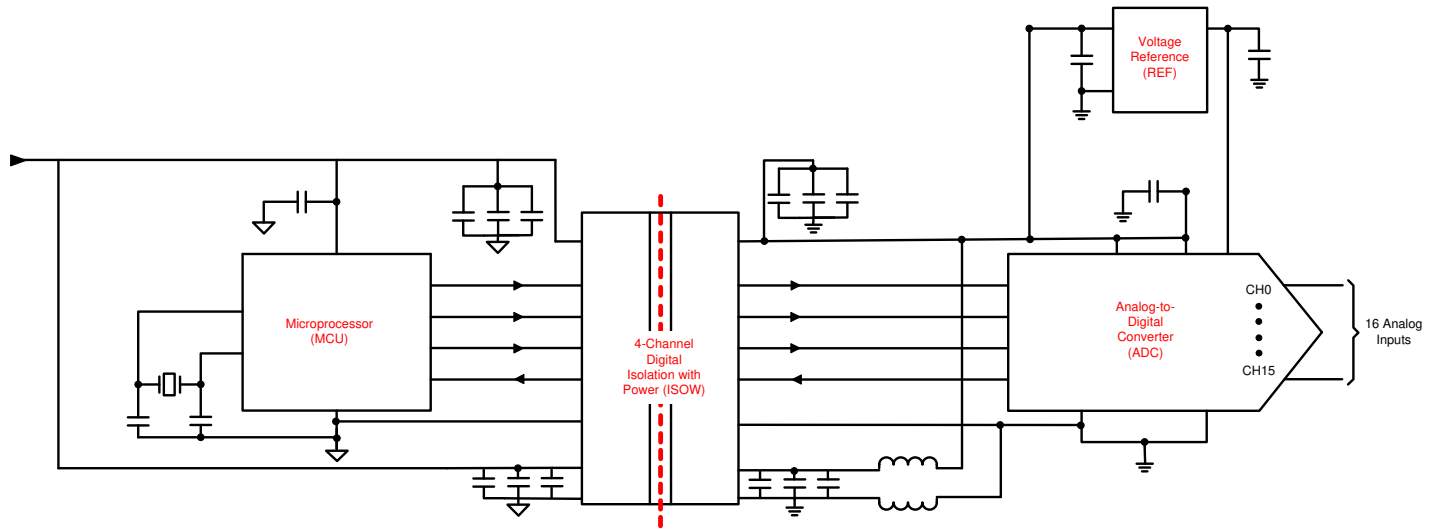 Voltage
Reference
(REF)
Microprocessor
(MCU)
4-Channel
Digital
Isolation with
Power (ISOW)
Analog-to-
Digital
Converter
(ADC)
CH0
CH15
16 Analog
Inputs